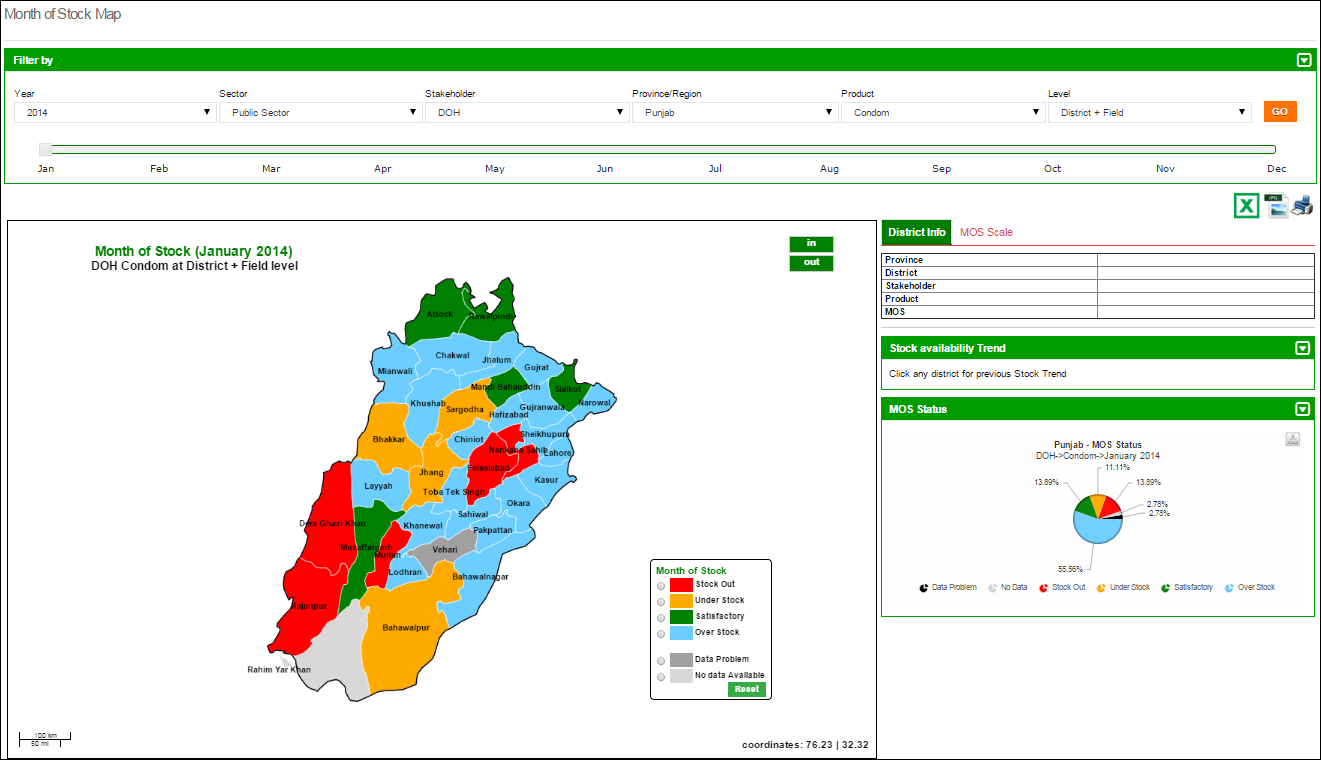 Month of Stock Map
Filter by
Year Sector Stakeholder Province/Region Product Level
2014 Public Sector DOH Punjab Condom District + Field GO
Jan Feb Mar Apr May Jun Jul Aug Sep Oct Nov Dec
JPG
Month of Stock (January 2014)
DOH Condom at District + Field level
in
out
Attock
Rawalpindi
Chakwal
Jhelum
Gujrat
Mianwali
Mandi Bahauddin
Sialkot
Khushab
Sargodha
Gujranwala
Narowal
Hafizabad
Bhakkar
Chiniot
Sheikhupura
Nankana Sahib
Lahore
Jhang
Faisalabad
Kasur
Layyah
Toba Tek Singh
Okara
Sahiwal
Dera Ghazi Khan
Khanewal
Pakpattan
Muzaffargarh
Multan
Vehari
Lodhran
Bahawalnagar
Rajanpur
Bahawalpur
Rahim Yar Khan
Month of Stock
Stock Out
Under Stock
Satisfactory
Over Stock
Data Problem
No data Available
Reset
100 km
50 mi
coordinates: 76.23 | 32.32
District Info MOS Scale
Province
District
Stakeholder
Product
MOS
Stock availability Trend
Click any district for previous Stock Trend
MOS Status
Punjab - MOS Status
DOH->Condom->January 2014
11.11%
13.89% 13.89%
2.78%
2.78%
55.56%
Data Problem No Data Stock Out Under Stock Satisfactory Over Stock